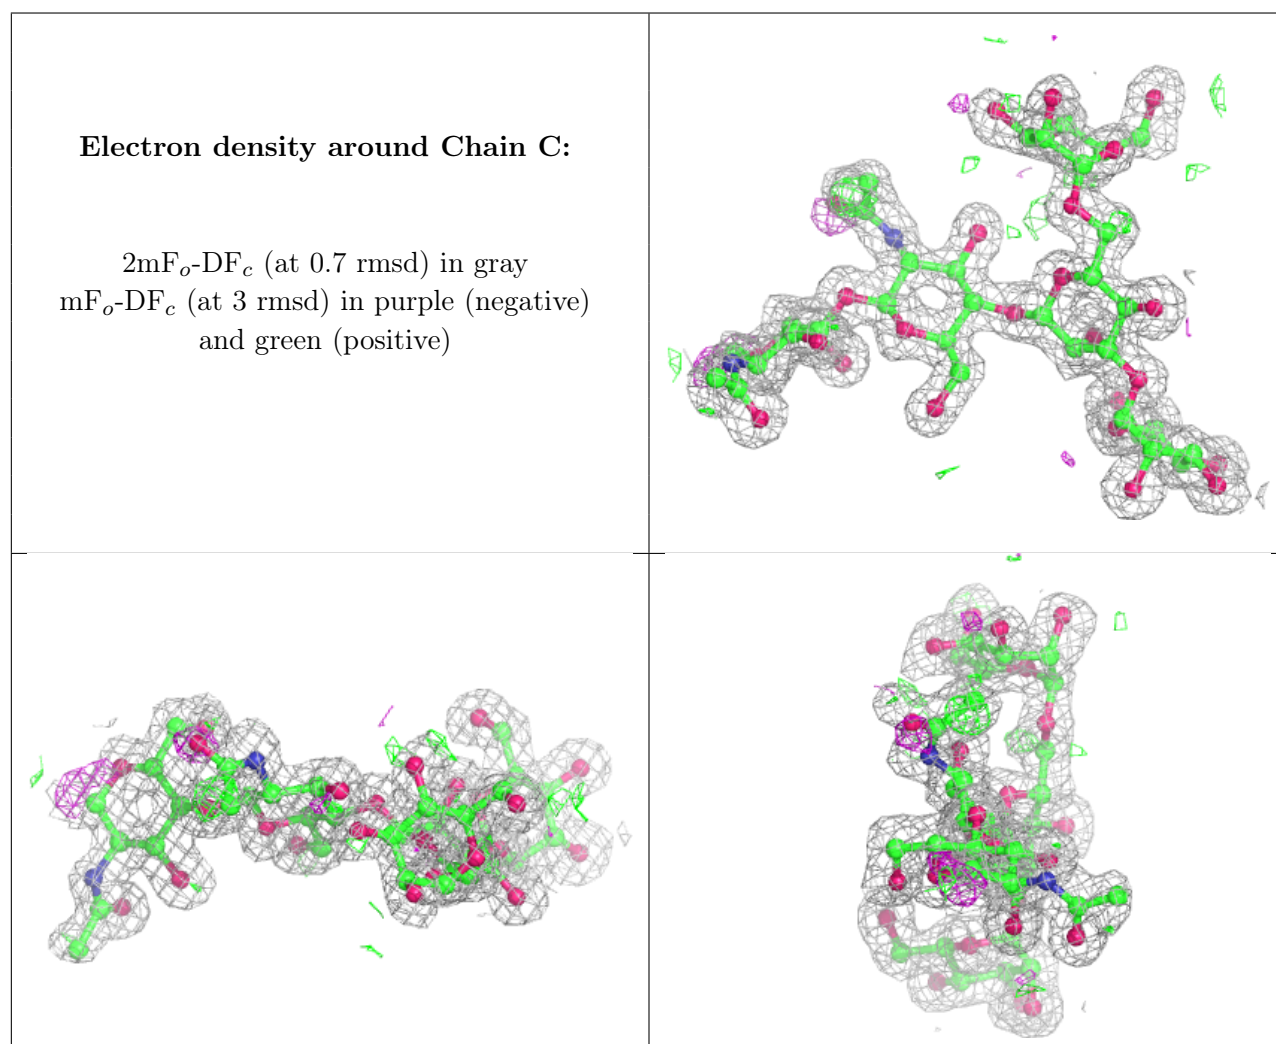 Electron density around Chain C:
2mFo-DFc (at 0.7 rmsd) in gray
mFo-DFc (at 3 rmsd) in purple (negative)
and green (positive)